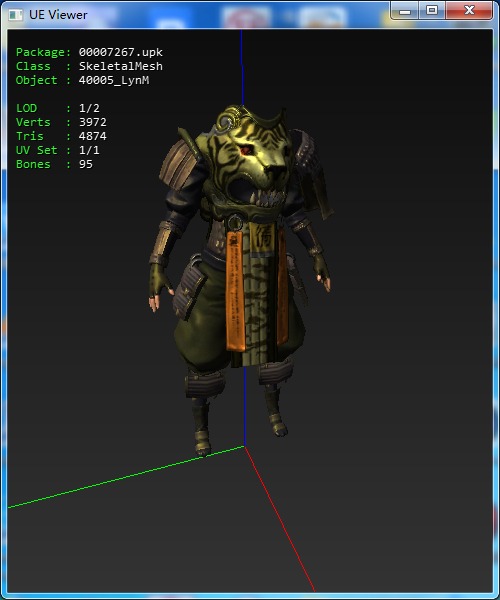 UE Viewer
Package: 00007267.upk
Class : SkeletalMesh
Object : 40005_LynM
LOD : 1/2
Verts : 3972
Tris : 4874
UV Set : 1/1
Bones : 95